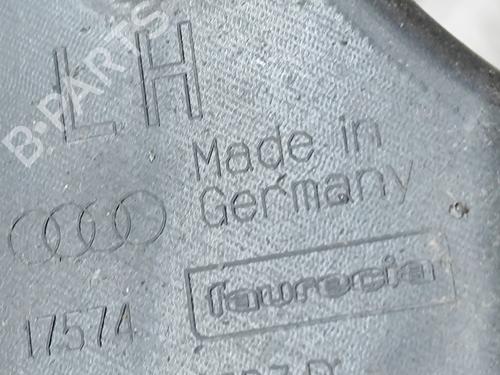 LH
B-PARTS
Made in
Germany
faurecia
17574